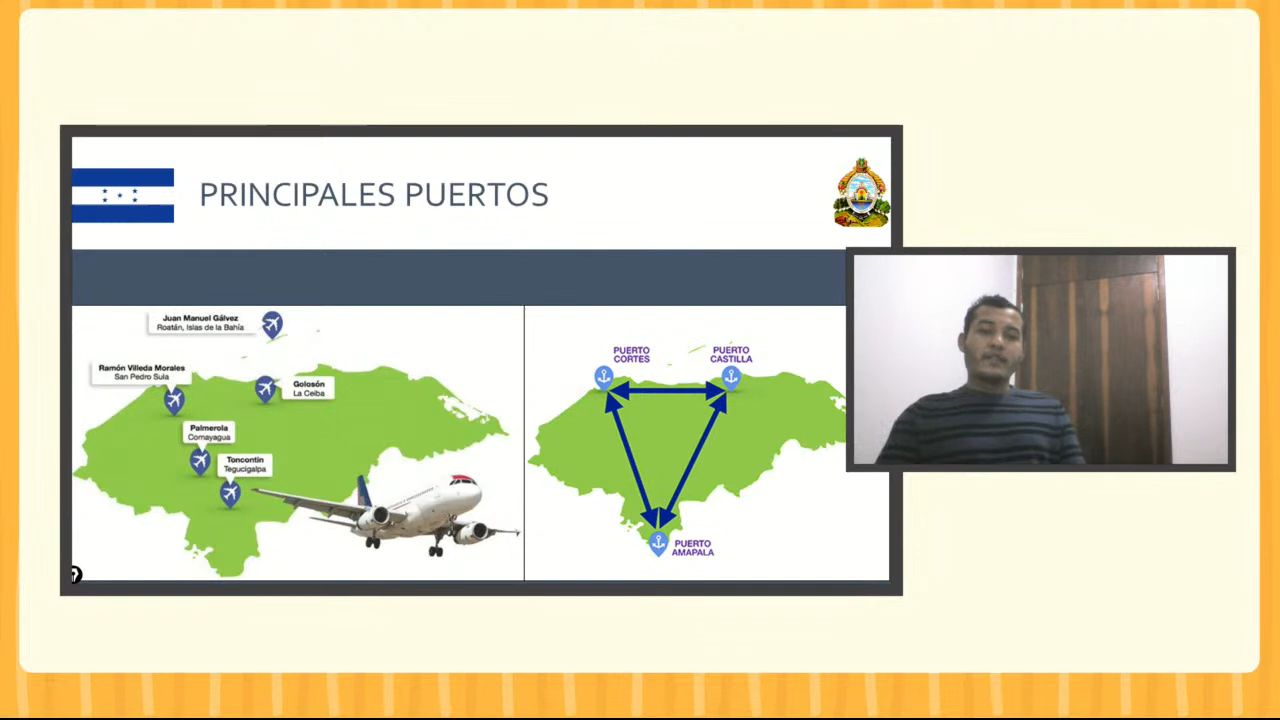 PRINCIPALES PUERTOS
Juan Manuel Gálvez
Roatán, Islas de la Bahía
Ramón Villeda Morales
San Pedro Sula
Golosón
La Ceiba
Palmerola
Comayagua
Toncontín
Tegucigalpa
PUERTO
CORTES
PUERTO
CASTILLA
PUERTO
AMAPALA